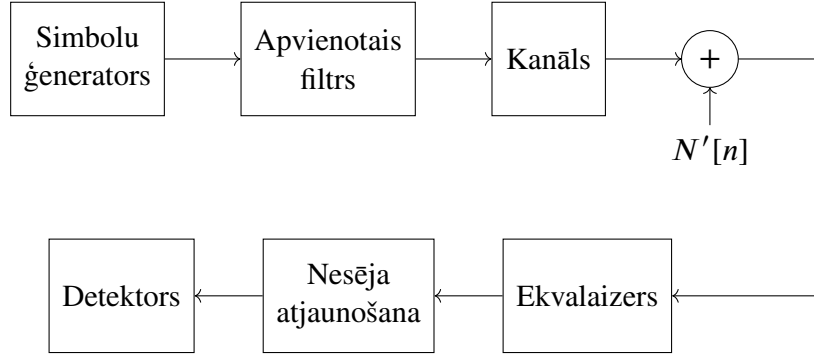 Simbolu
ģenerators
Apvienotais
filtrs
Kanāls
+
N′[n]
Detektors
Nesēja
atjaunošana
Ekvalaizers